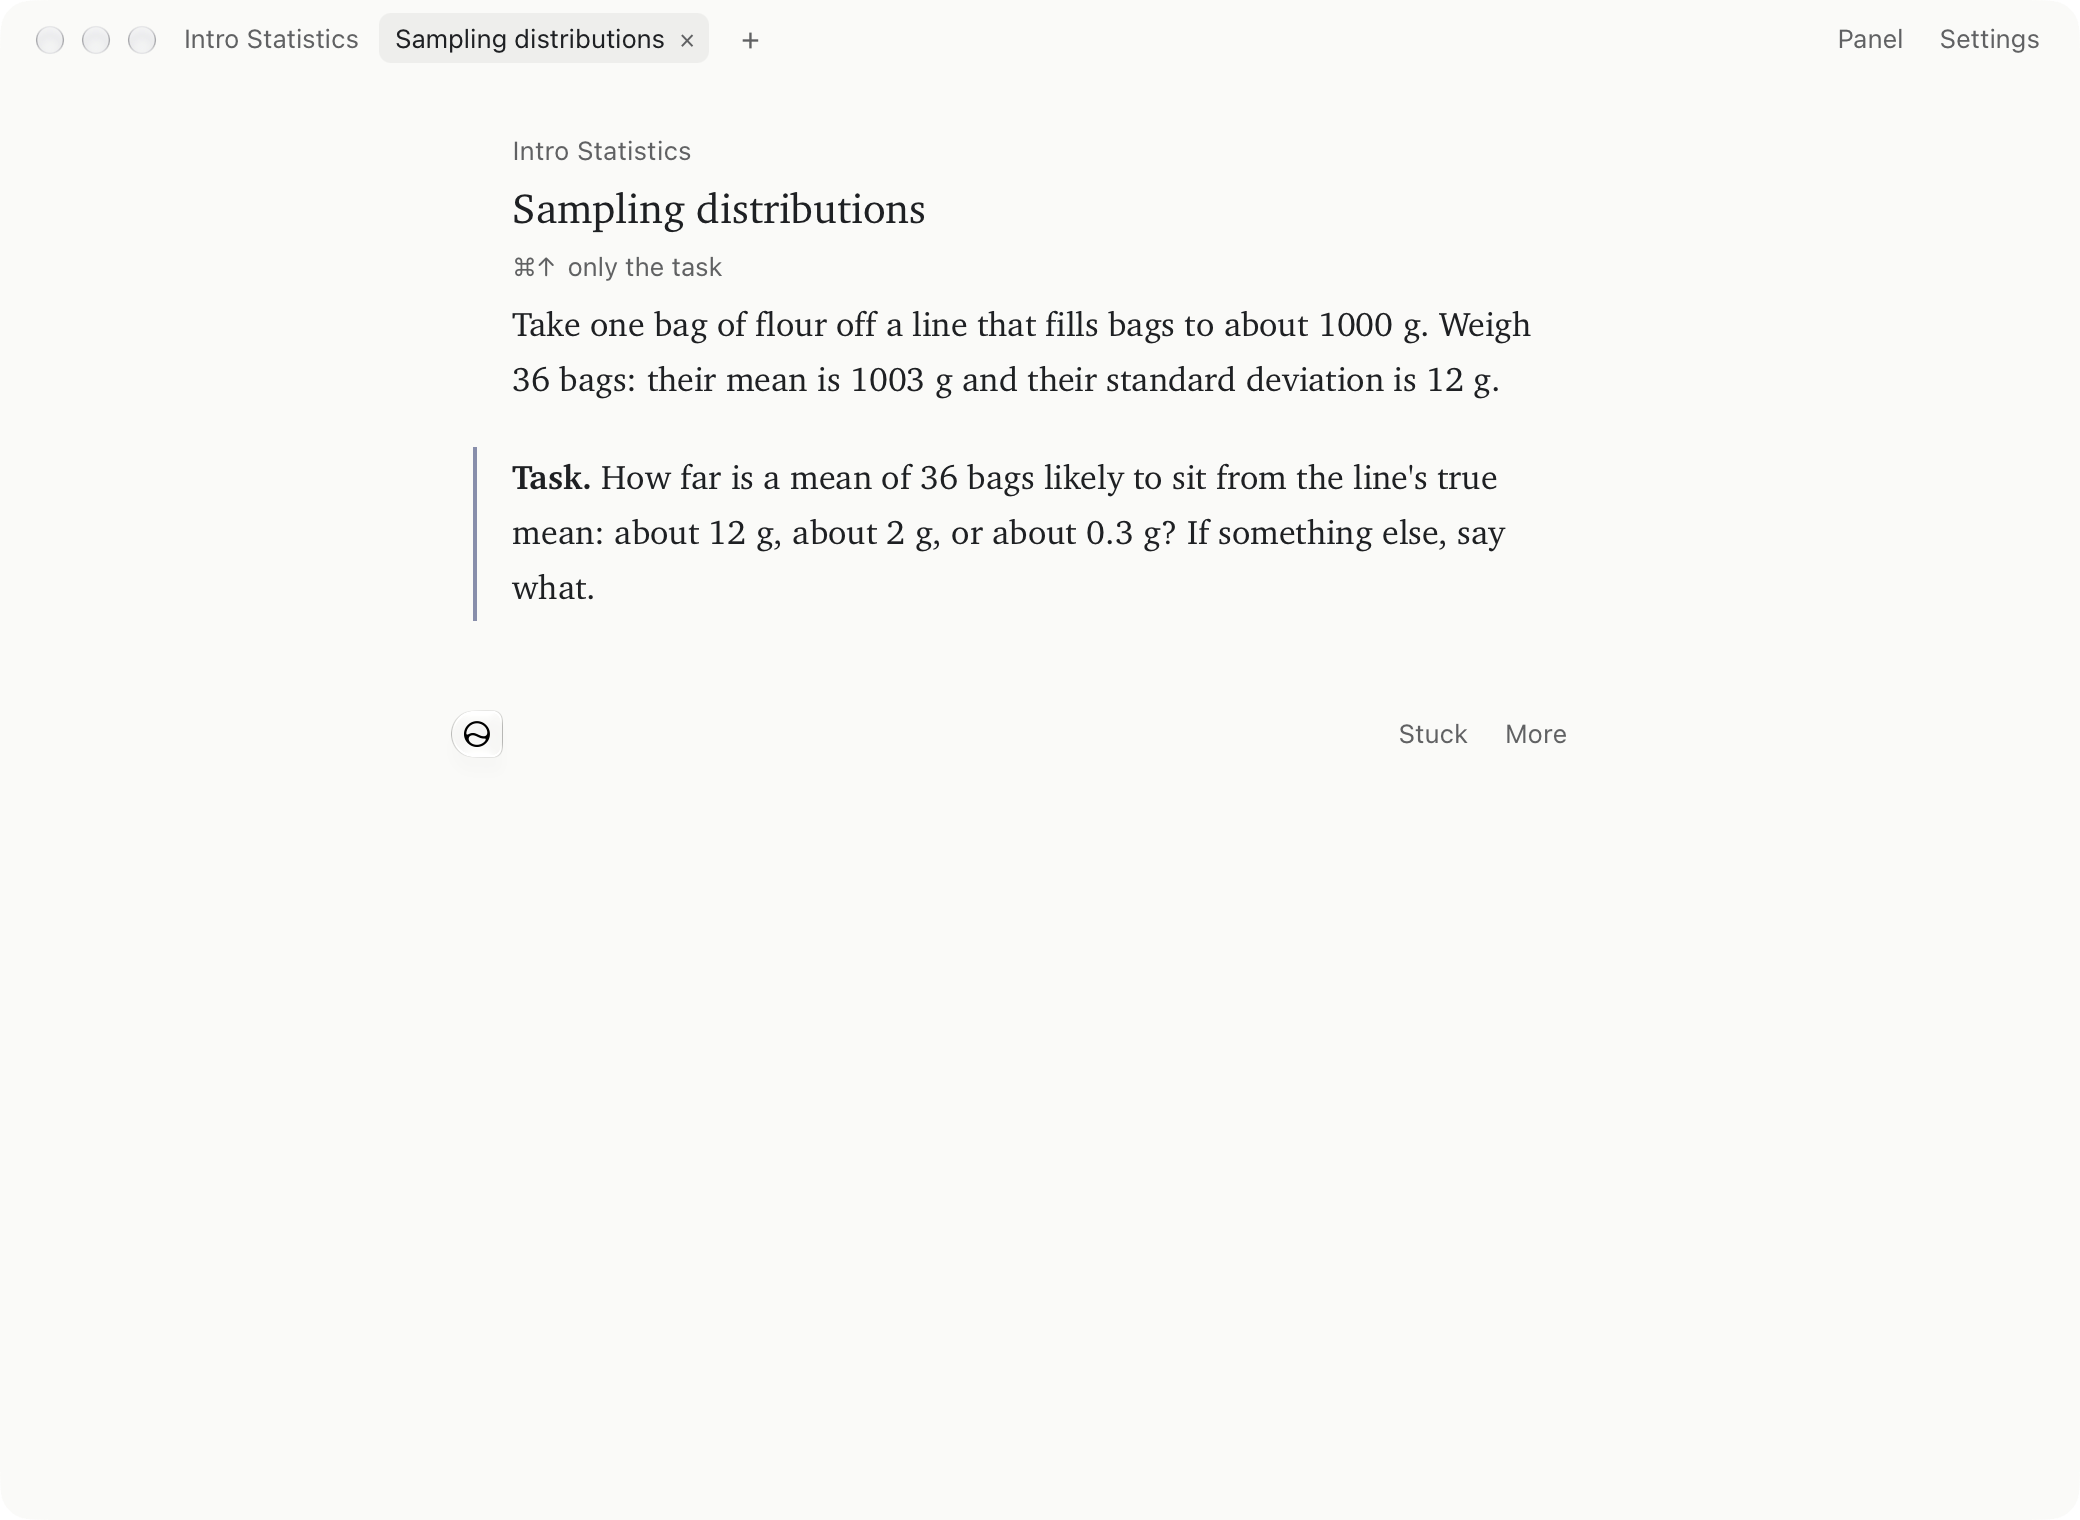 Intro Statistics
Sampling distributions ×
+
Panel
Settings
Intro Statistics
Sampling distributions
⌘↑ only the task
Take one bag of flour off a line that fills bags to about 1000 g. Weigh
36 bags: their mean is 1003 g and their standard deviation is 12 g.
Task. How far is a mean of 36 bags likely to sit from the line's true
mean: about 12 g, about 2 g, or about 0.3 g? If something else, say
what.
Stuck
More